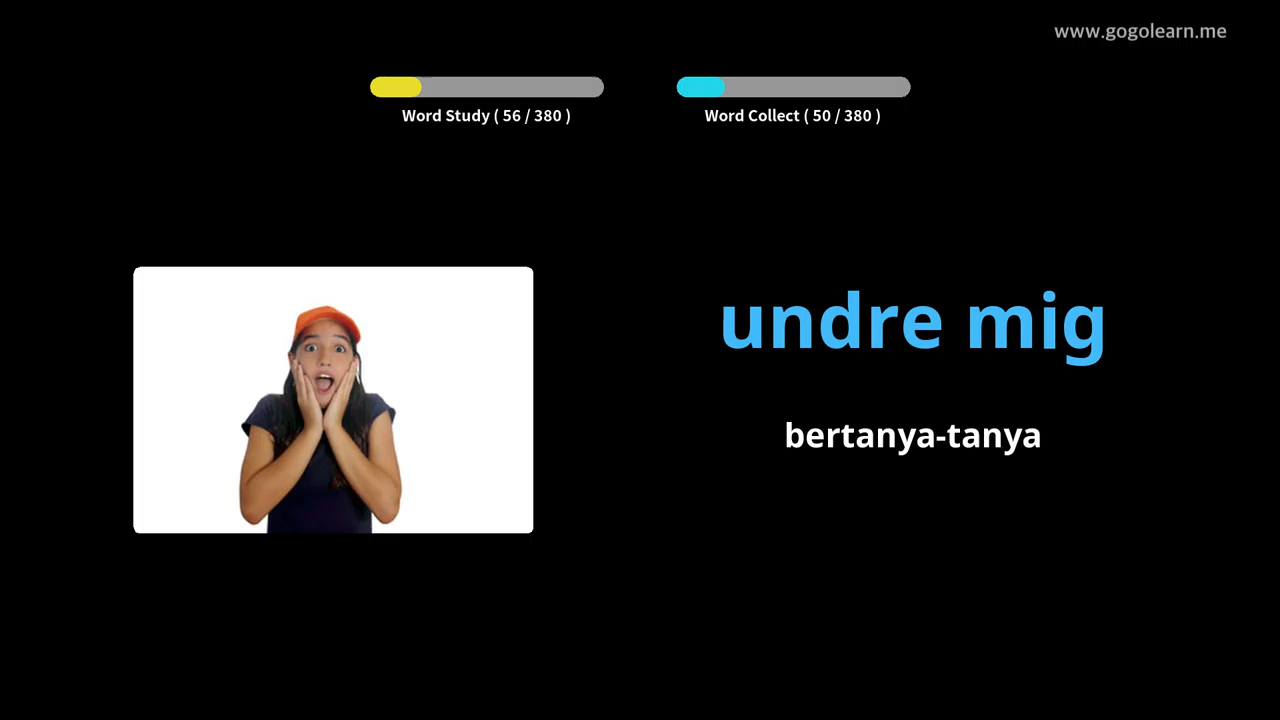 www.gogolearn.me
Word Study ( 56 / 380 )
Word Collect ( 50 / 380 )
undre mig
bertanya-tanya